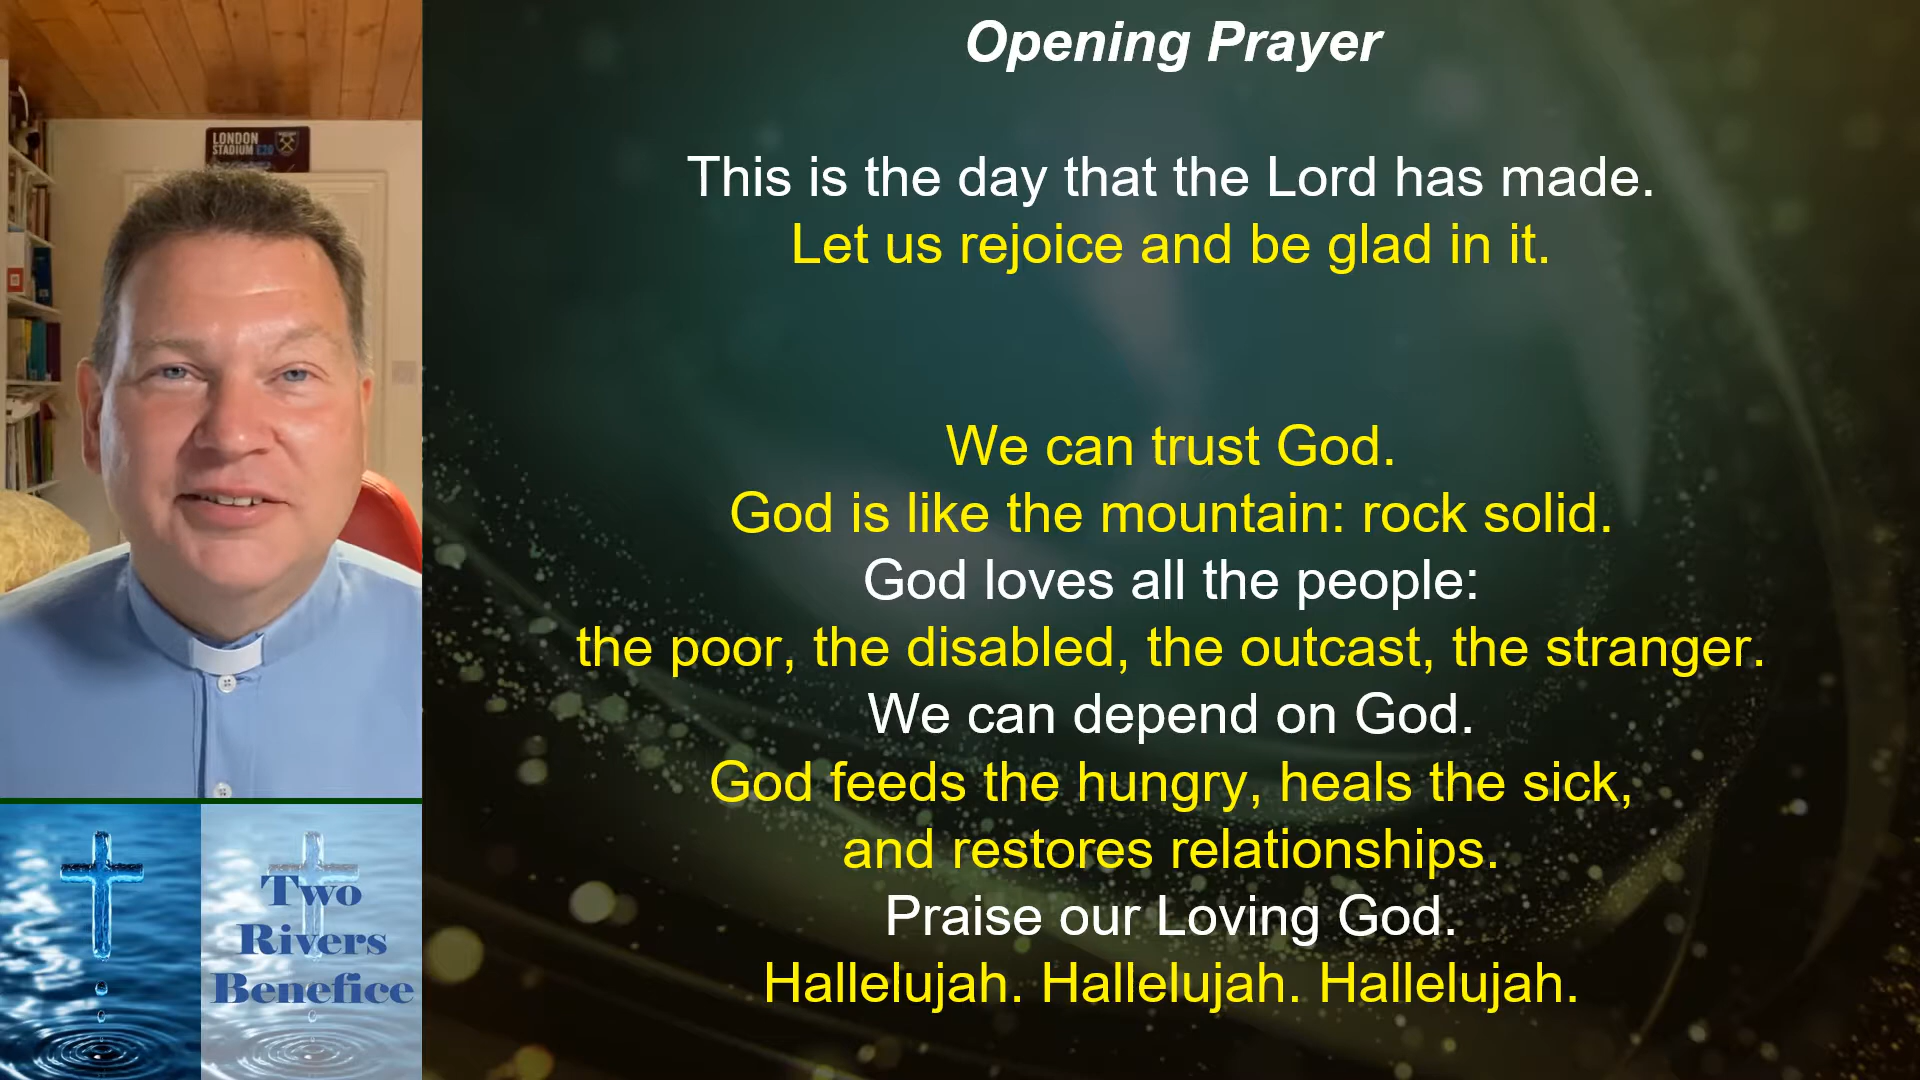 Opening Prayer
This is the day that the Lord has made.
Let us rejoice and be glad in it.
We can trust God.
God is like the mountain: rock solid.
God loves all the people:
the poor, the disabled, the outcast, the stranger.
We can depend on God.
God feeds the hungry, heals the sick,
and restores relationships.
Praise our Loving God.
Hallelujah. Hallelujah. Hallelujah.
LONDON
STADIUM E20
Two
Rivers
Benefice